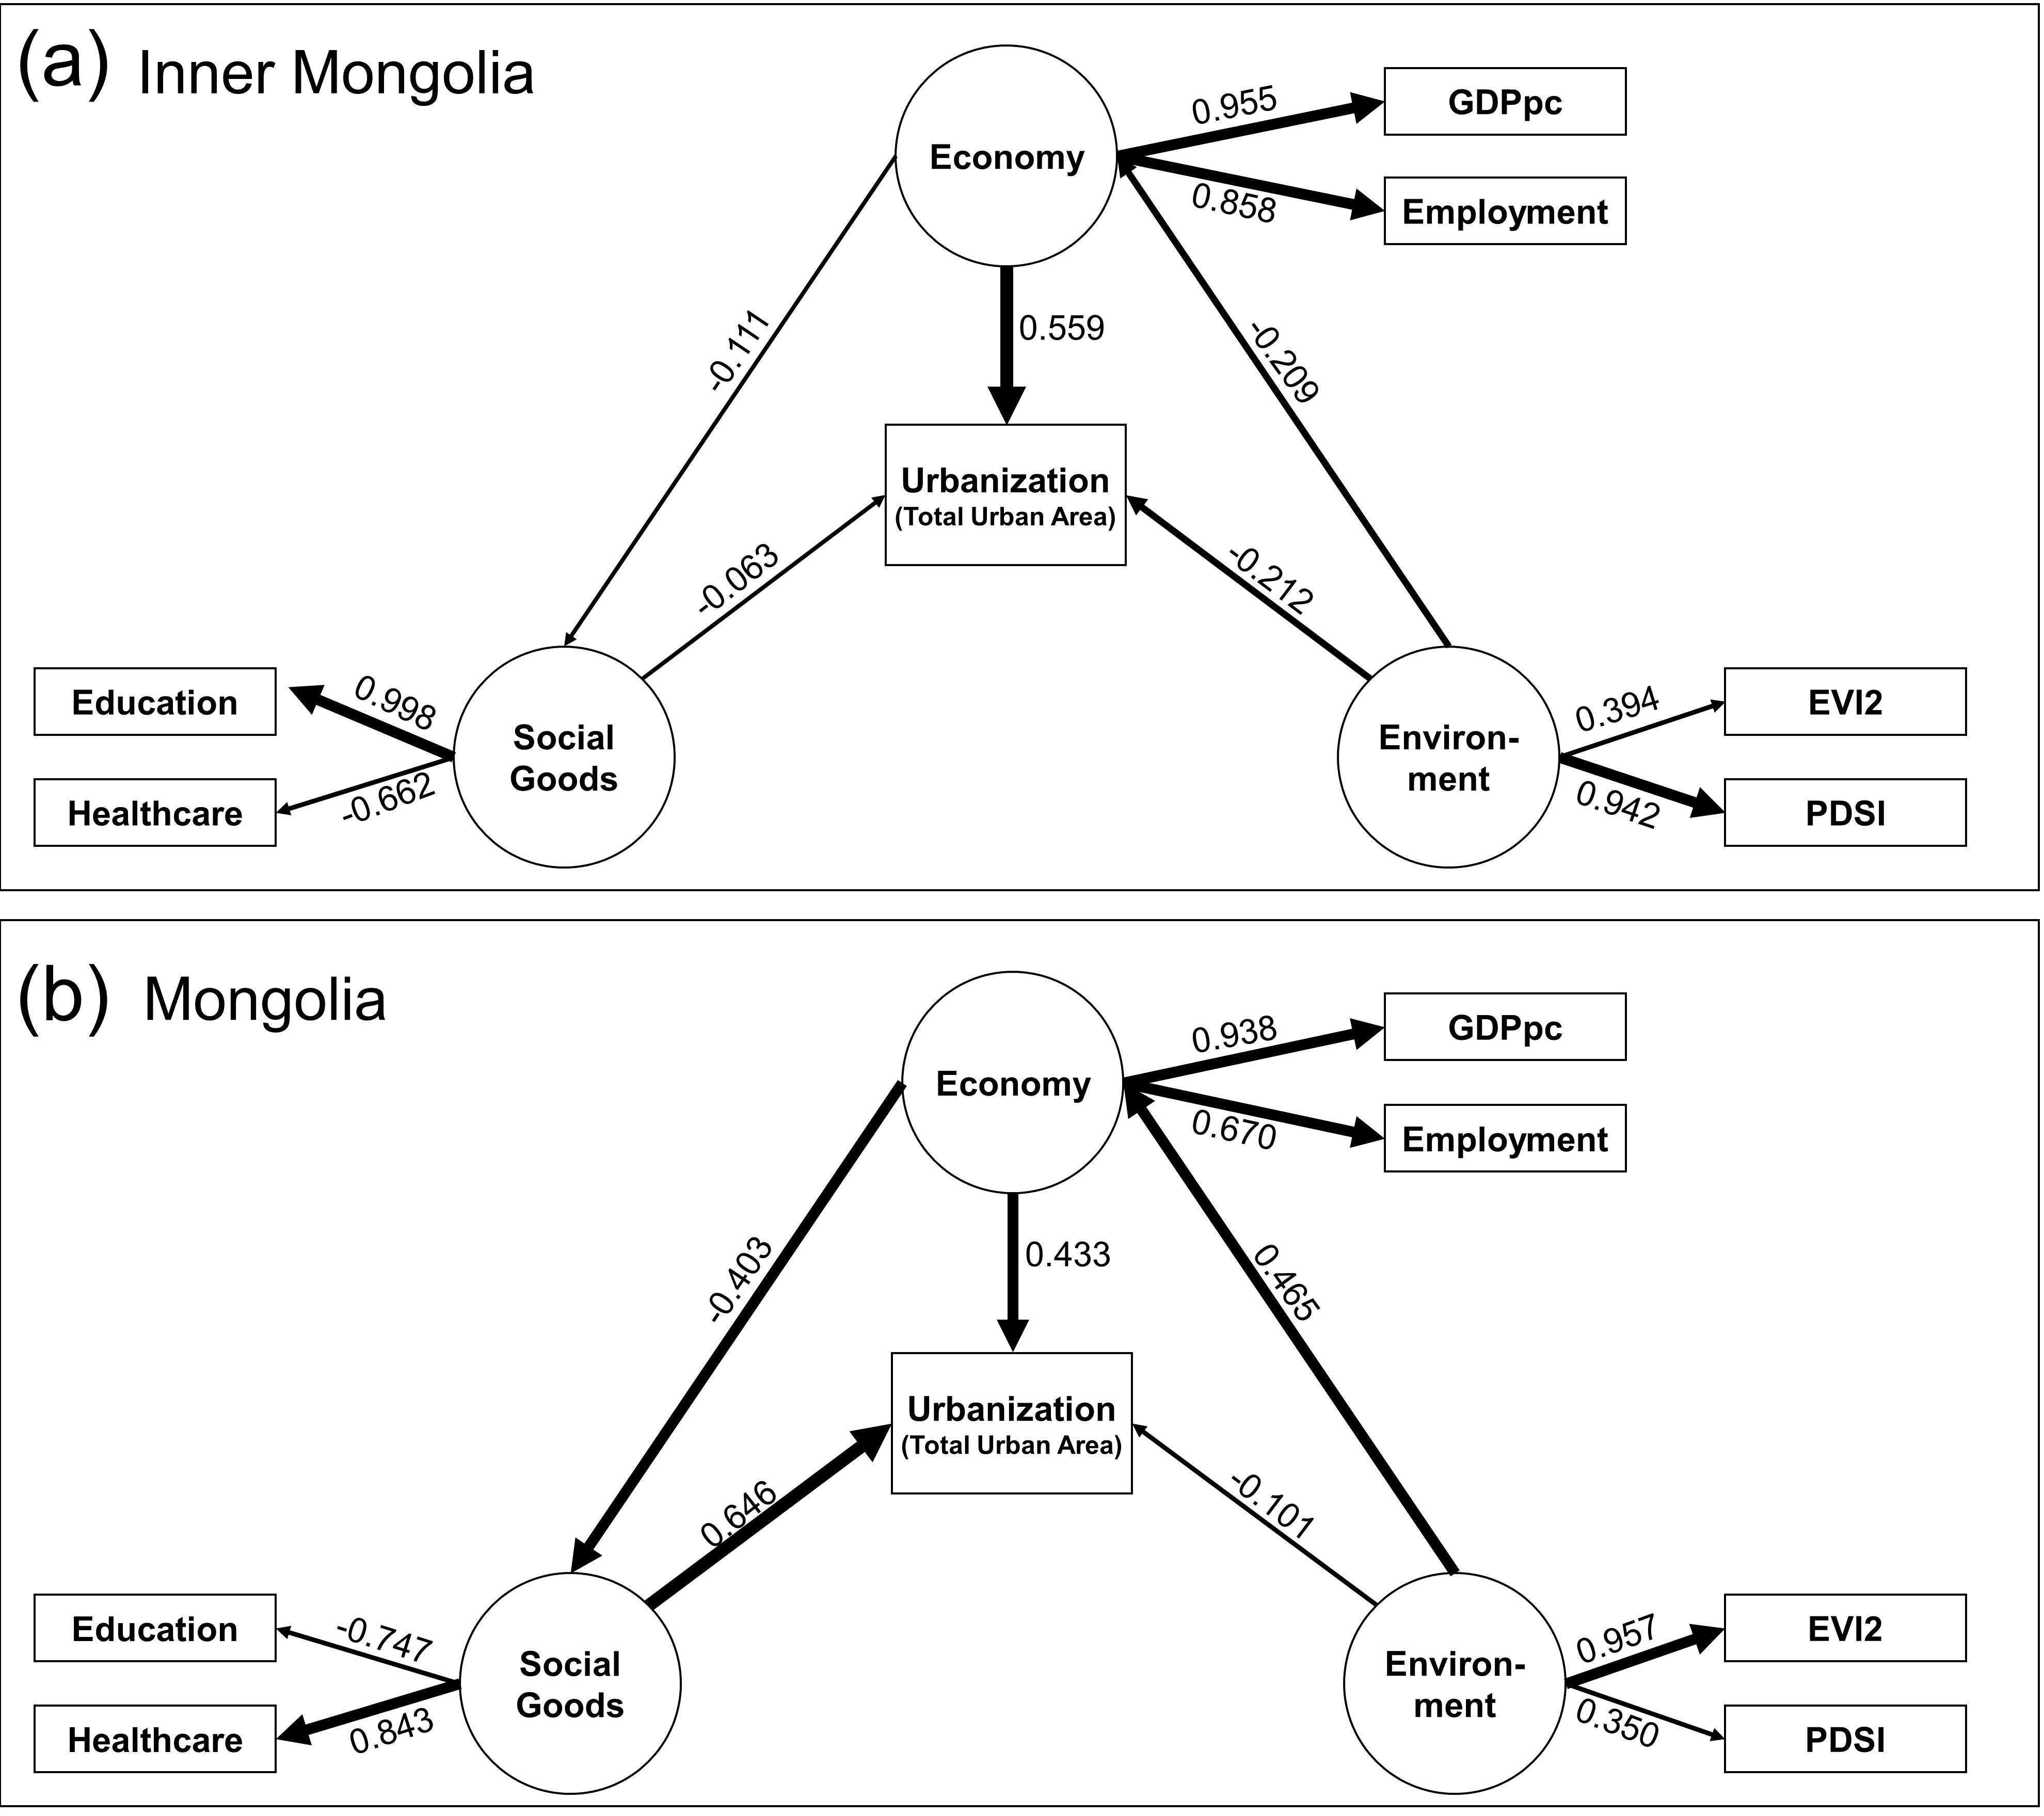 (a) Inner Mongolia
Economy
0.955
GDPpc
0.858
Employment
-0.111
0.559
-0.209
Urbanization
(Total Urban Area)
-0.063
-0.212
Education
0.998
Healthcare
-0.662
Social
Goods
Environ-
ment
0.394
EVI2
0.942
PDSI
(b) Mongolia
Economy
0.938
GDPpc
0.670
Employment
-0.403
0.433
0.465
Urbanization
(Total Urban Area)
0.646
-0.101
Education
-0.747
Healthcare
0.843
Social
Goods
Environ-
ment
0.957
EVI2
0.350
PDSI